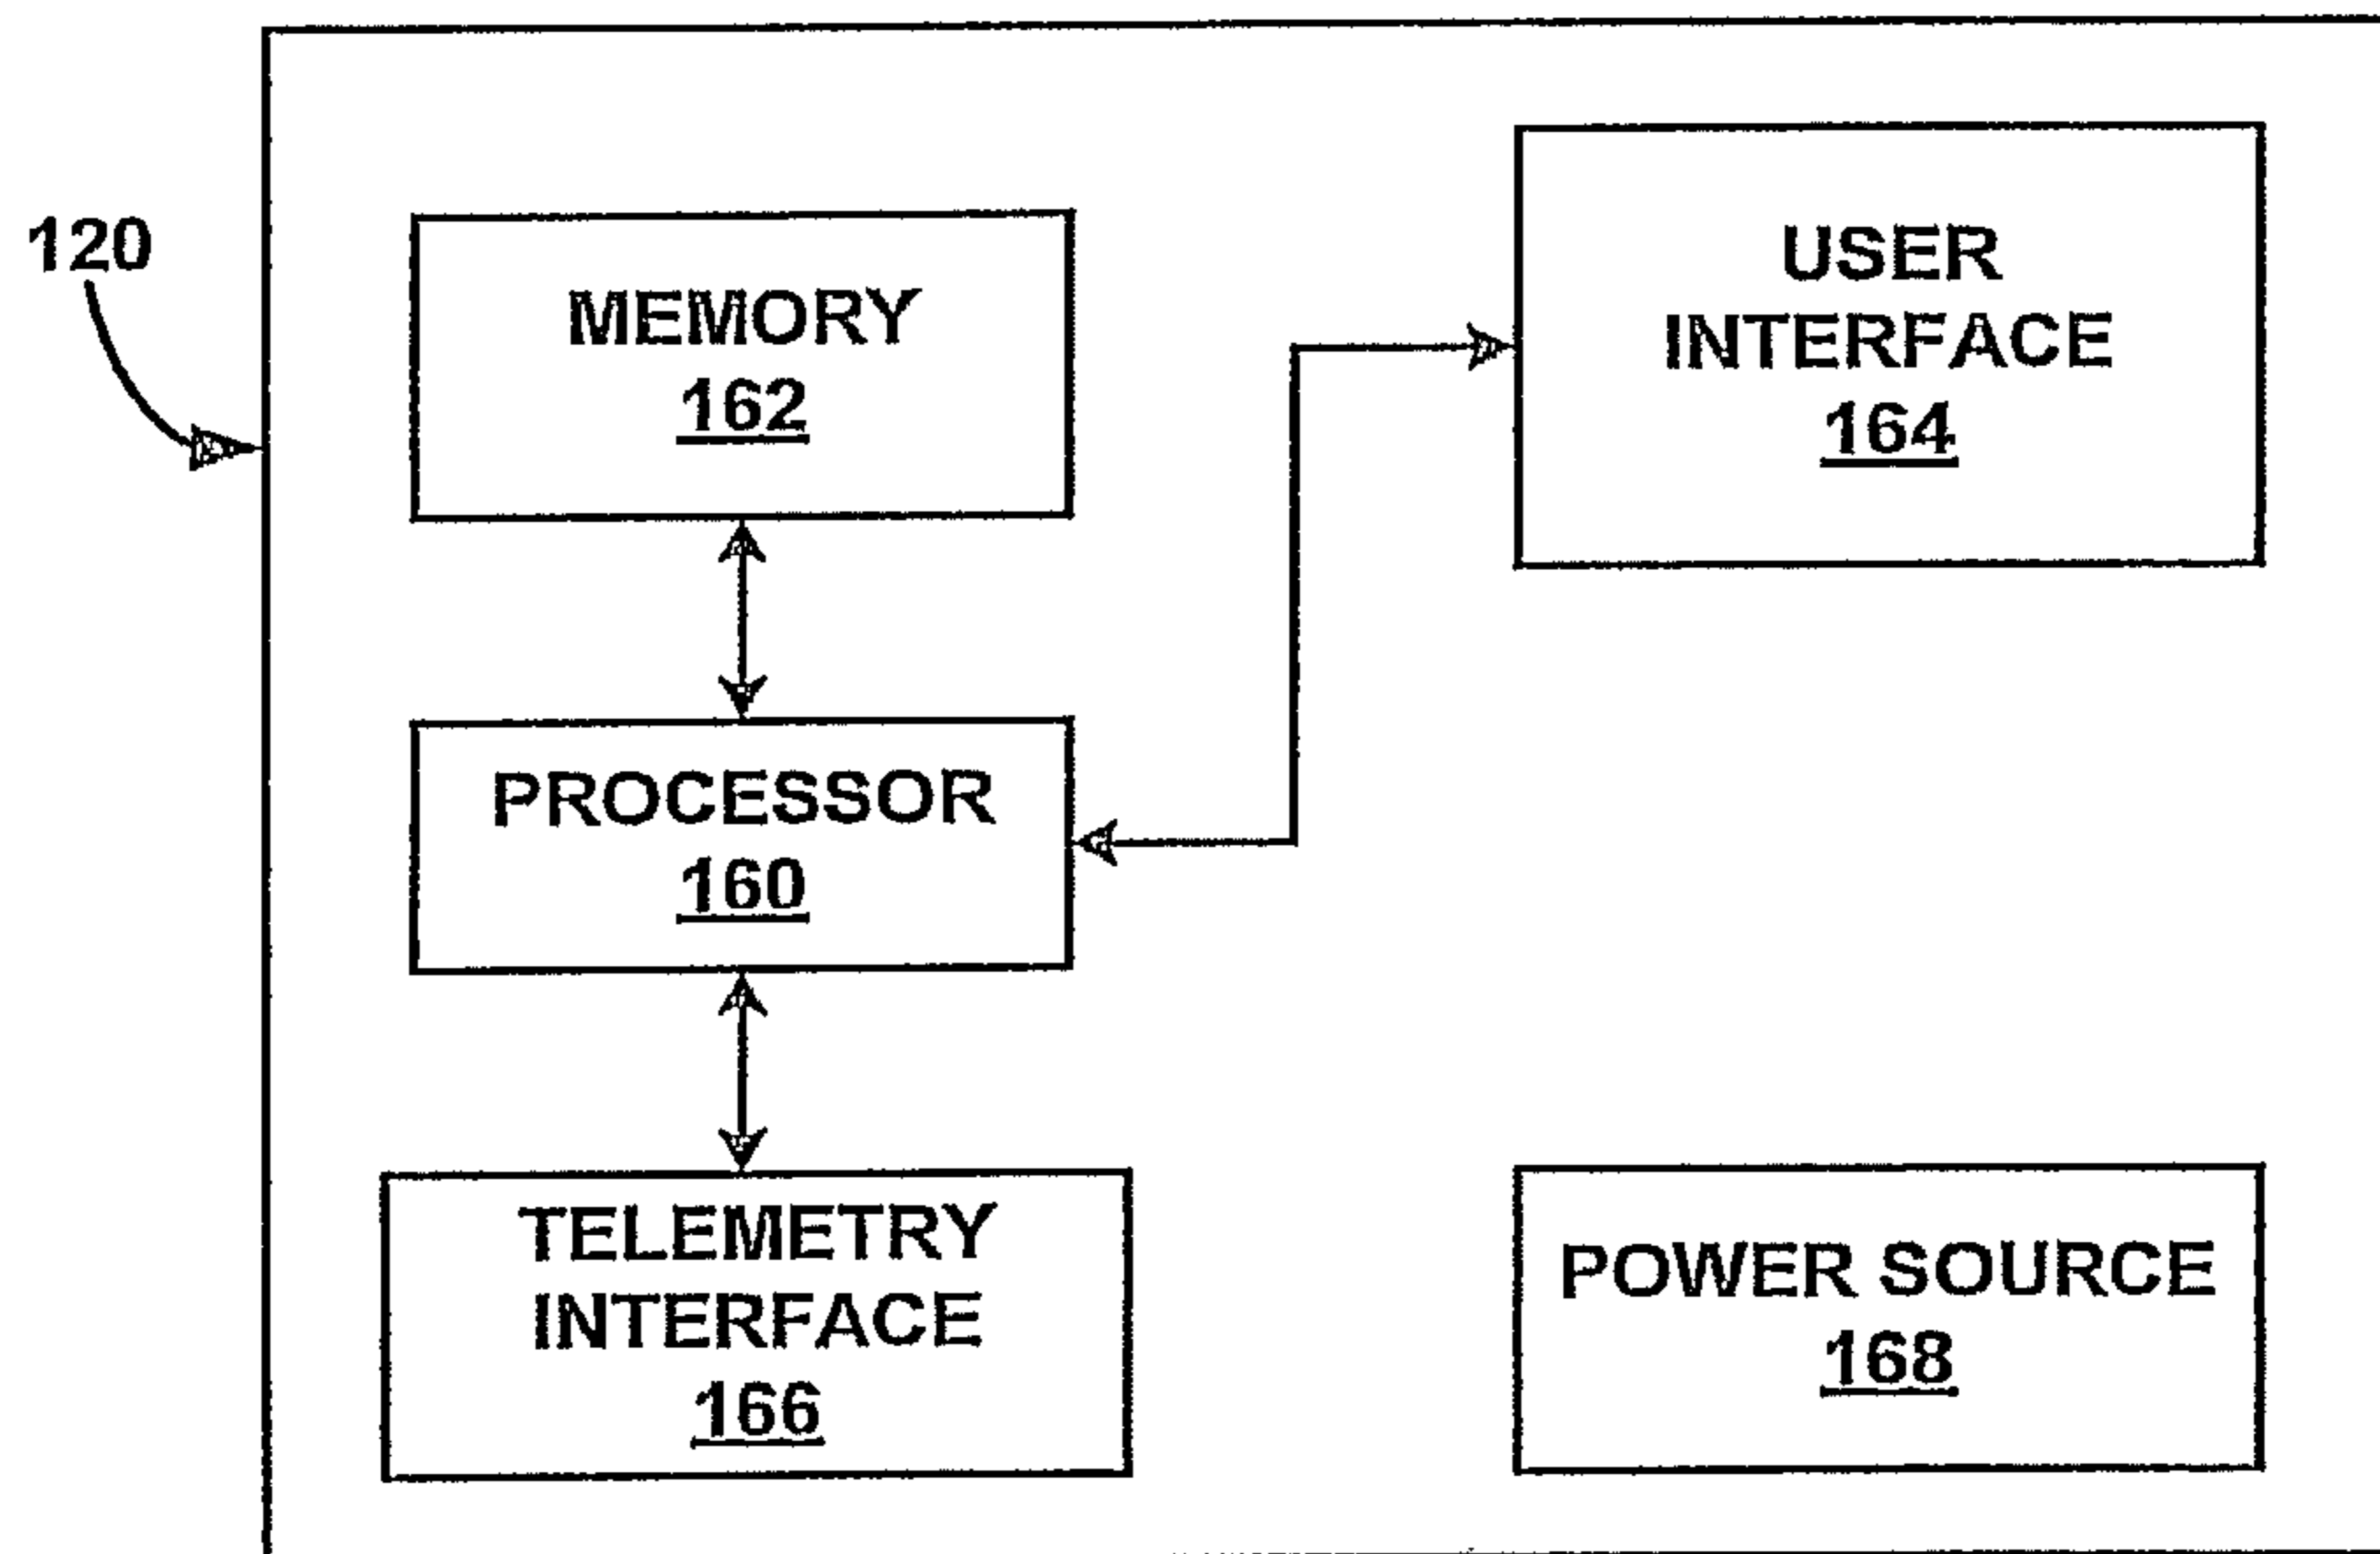 120
MEMORY
162
USER
INTERFACE
164
PROCESSOR
160
TELEMETRY
INTERFACE
166
POWER SOURCE
168